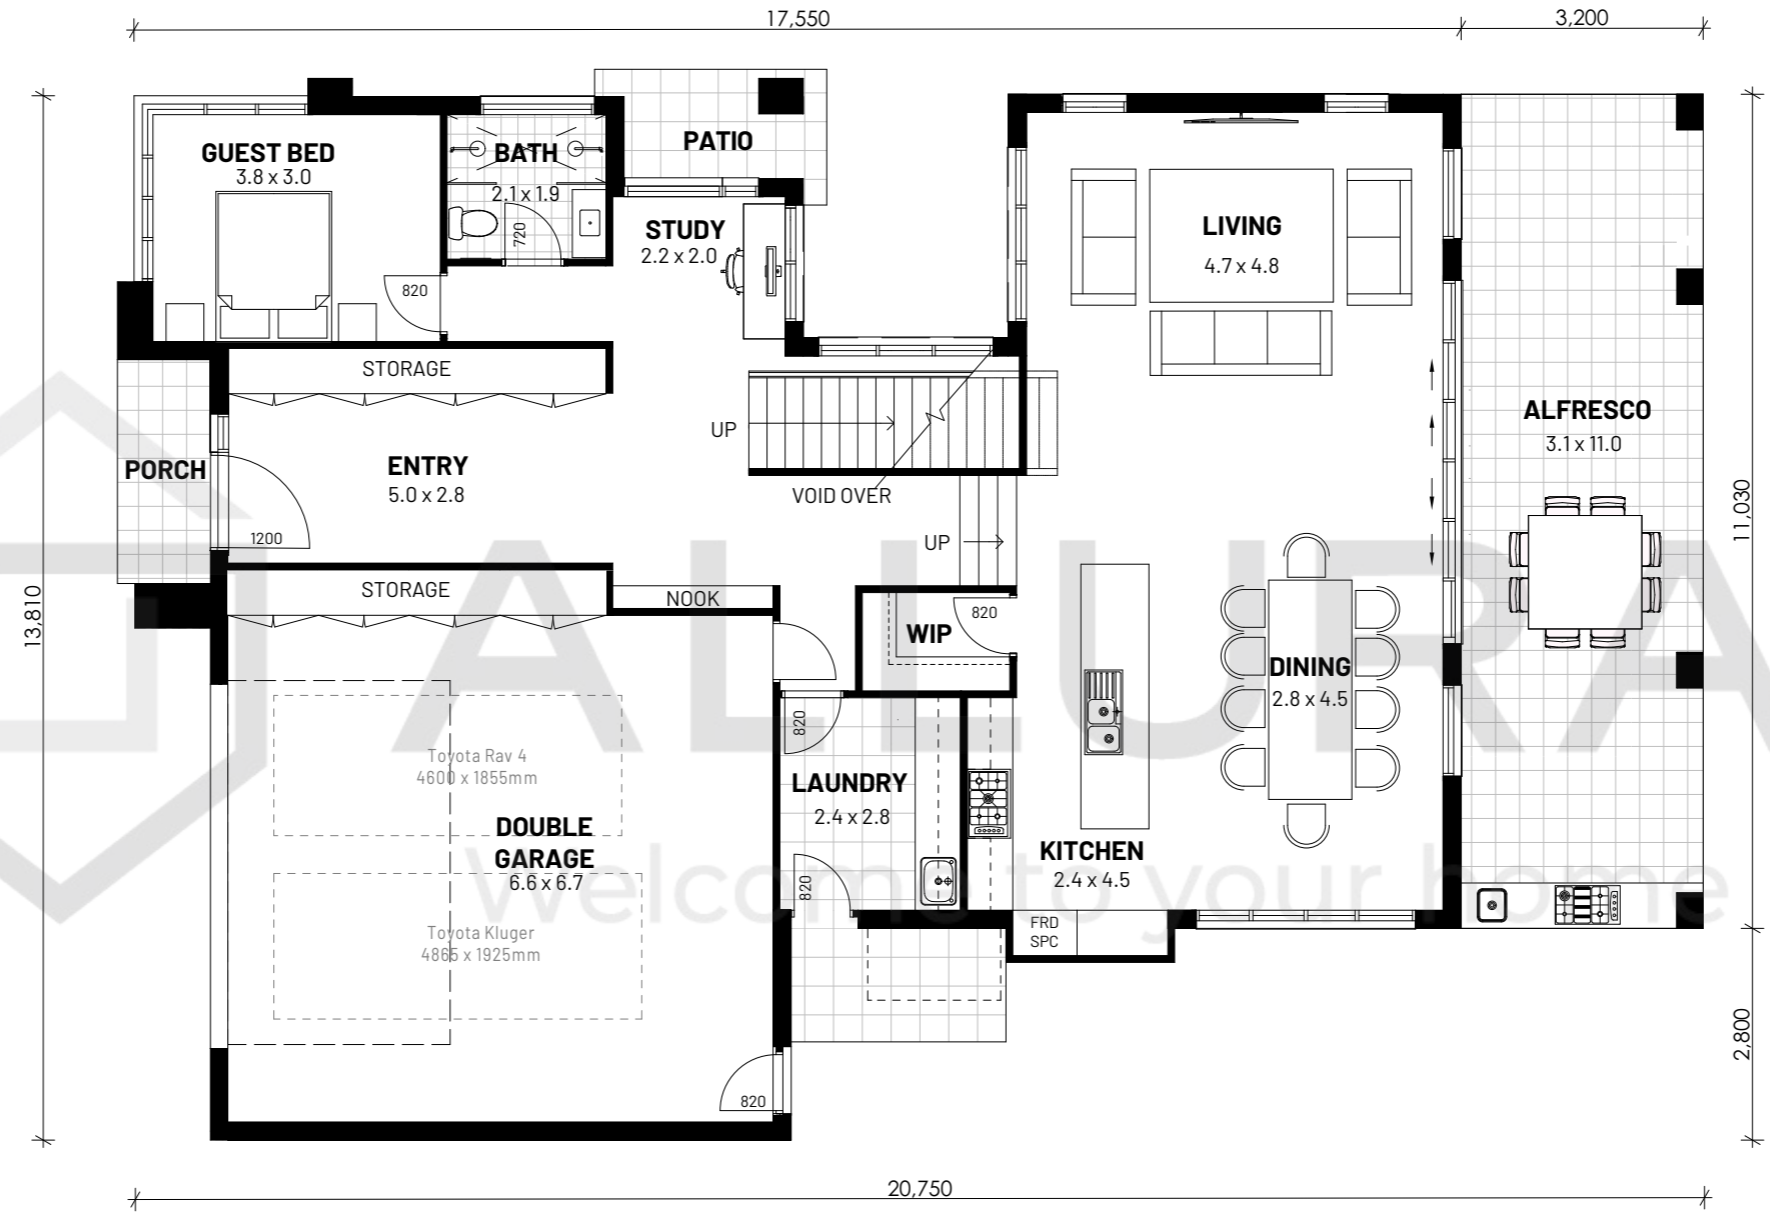 17,550
3,200
GUEST BED
3.8 x 3.0
BATH
2.1 x 1.9
720
PATIO
STUDY
2.2 x 2.0
820
LIVING
4.7 x 4.8
STORAGE
UP
VOID OVER
ALFRESCO
3.1 x 11.0
PORCH
ENTRY
5.0 x 2.8
1200
UP
STORAGE
NOOK
WIP
820
DINING
2.8 x 4.5
820
LAUNDRY
2.4 x 2.8
820
KITCHEN
2.4 x 4.5
FRD
SPC
Toyota Rav 4
4600 x 1855mm
DOUBLE
GARAGE
6.6 x 6.7
Toyota Kluger
4865 x 1925mm
820
13,810
11,030
2,800
20,750
ALLURA
Welcome to your home